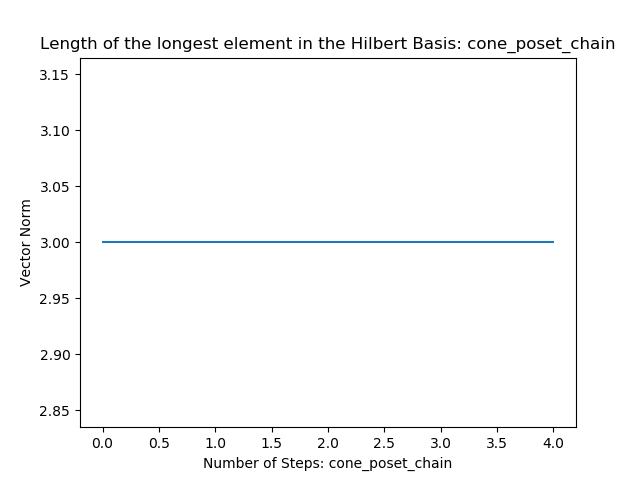 Length of the longest element in the Hilbert Basis: cone_poset_chain
3.15
3.10
3.05
3.00
2.95
2.90
2.85
Vector Norm
0.0 0.5 1.0 1.5 2.0 2.5 3.0 3.5 4.0
Number of Steps: cone_poset_chain